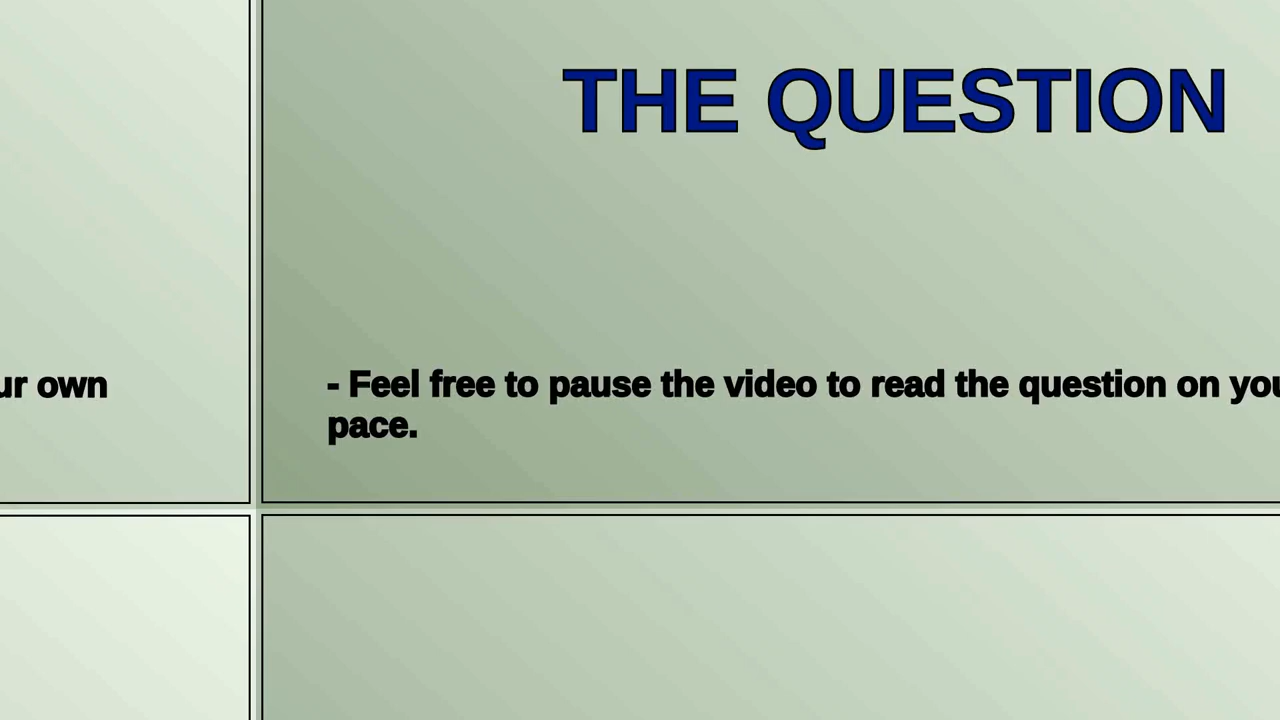 THE QUESTION
ur own
- Feel free to pause the video to read the question on you
pace.